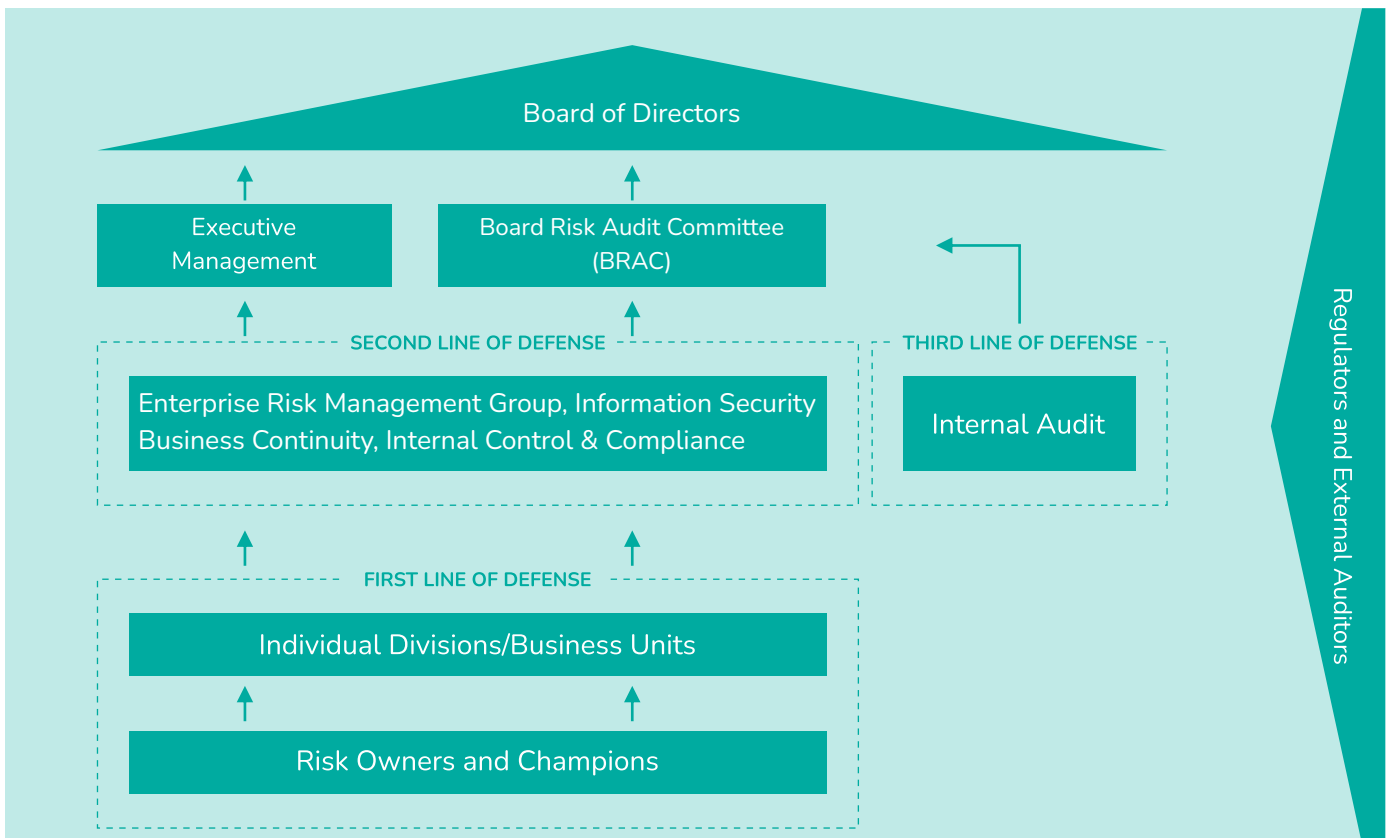 Board of Directors
Executive
Management
Board Risk Audit Committee
(BRAC)
SECOND LINE OF DEFENSE
THIRD LINE OF DEFENSE
Enterprise Risk Management Group, Information Security
Business Continuity, Internal Control & Compliance
Internal Audit
FIRST LINE OF DEFENSE
Individual Divisions/Business Units
Risk Owners and Champions
Regulators and External Auditors